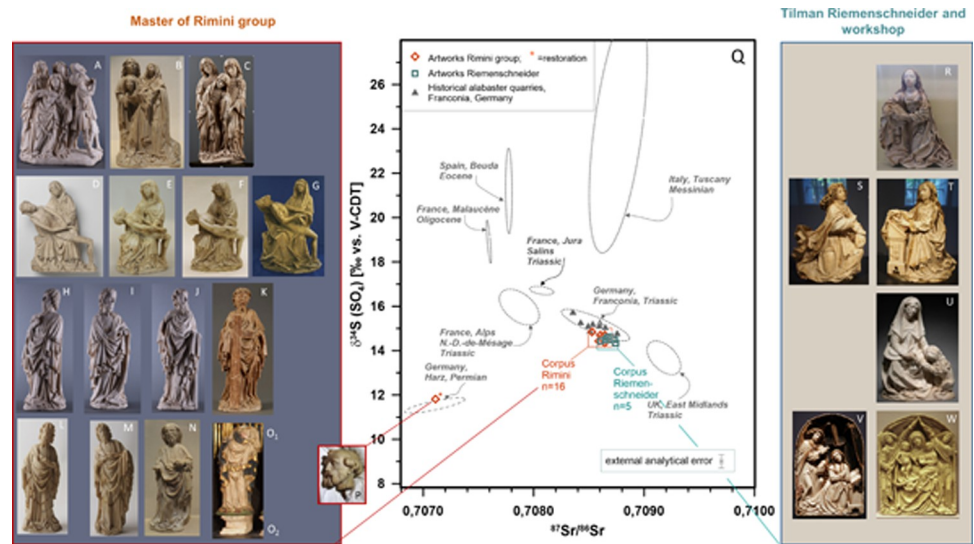 Master of Rimini group
Tilman Riemenschneider and
workshop
A
B
C
D
E
F
G
H
I
J
K
L
M
N
O1
O2
P
Q
Artworks Rimini group; *=restoration
Artworks Riemenschneider
Historical alabaster quarries,
Franconia, Germany
δ34S (SO4) [‰ vs. V-CDT]
26
24
22
20
18
16
14
12
10
8
Spain, Beuda
Eocene
France, Malaucène
Oligocene
Italy, Tuscany
Messinian
France, Jura
Salins
Triassic
Germany,
Franconia, Triassic
France, Alps
N.-D.-de-Mésage
Triassic
Germany,
Harz, Permian
Corpus
Rimini
n=16
Corpus
Riemen-
schneider
n=5
UK, East Midlands
Triassic
external analytical error
0,7070
0,7080
0,7090
0,7100
87Sr/86Sr
R
S
T
U
V
W